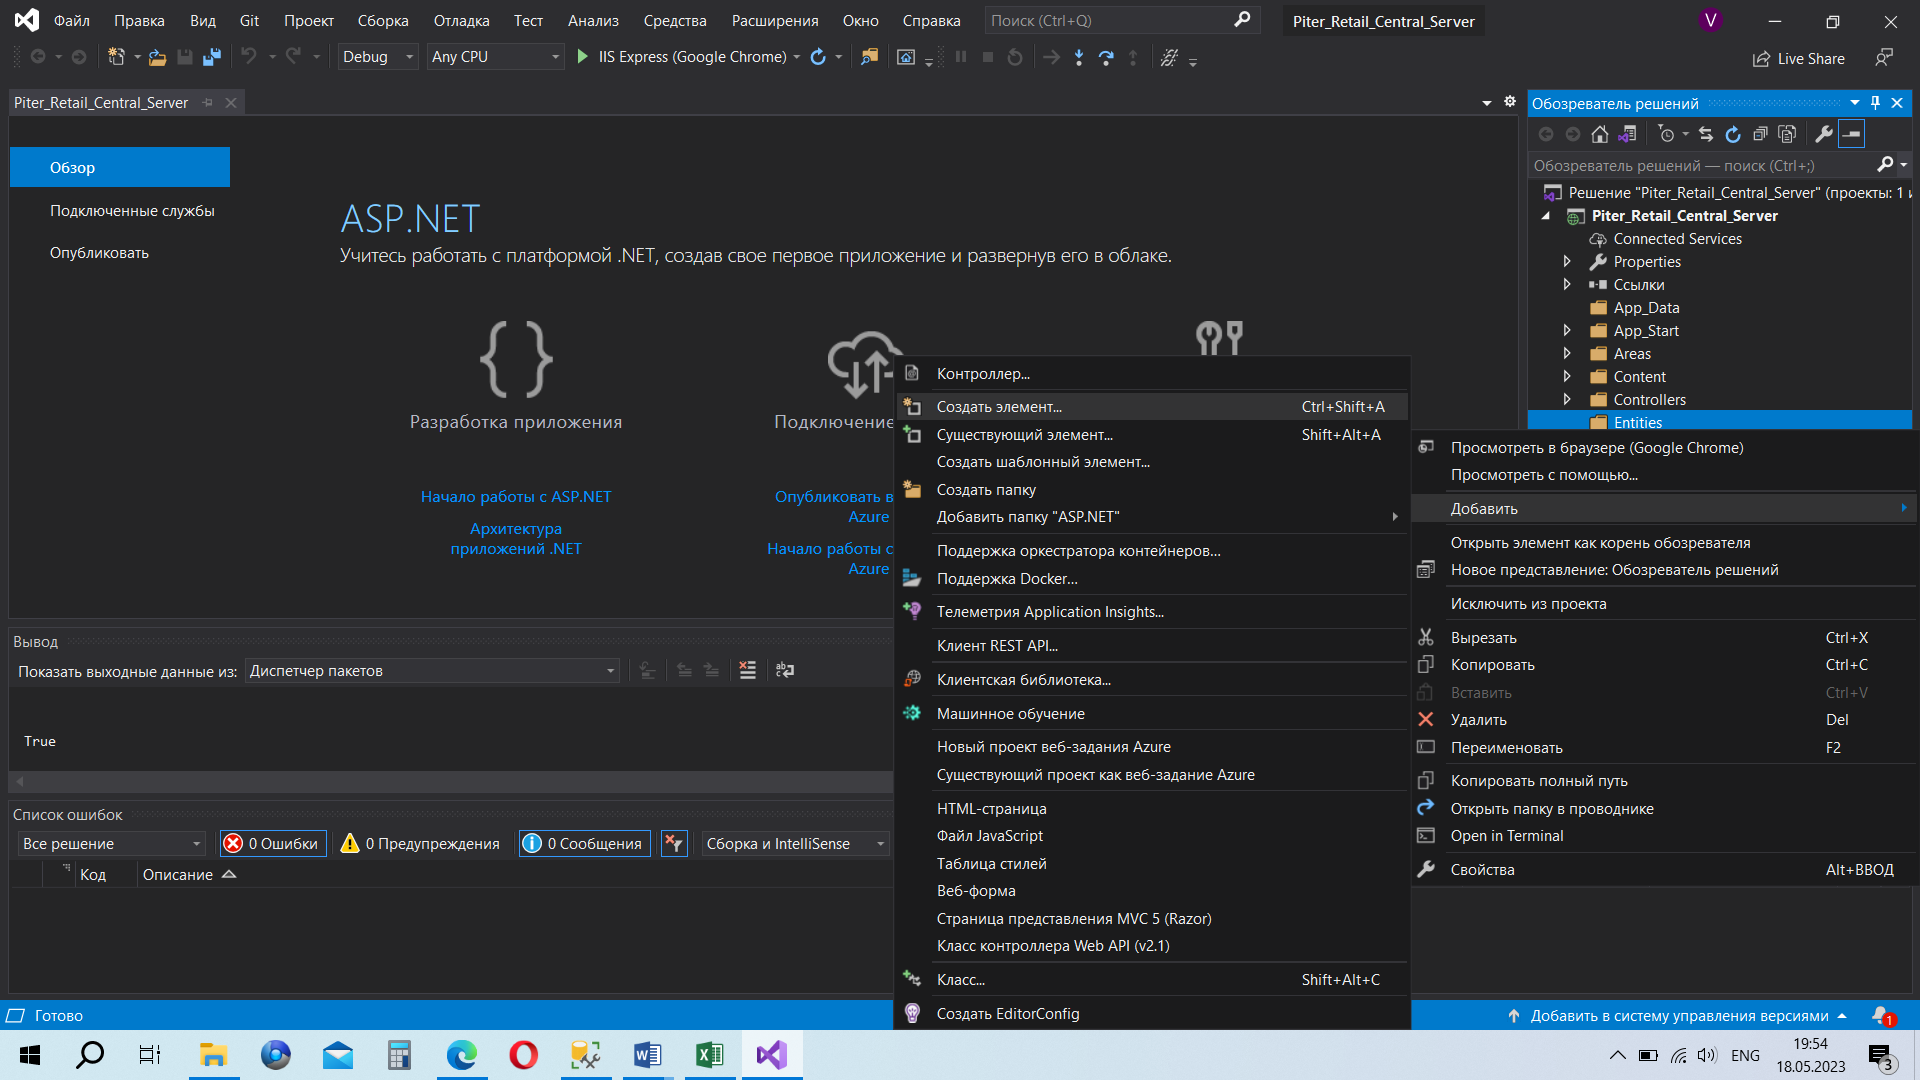 Файл Правка Вид Git Проект Сборка Отладка Тест Анализ Средства Расширения Окно Справка Поиск (Ctrl+Q) Piter_Retail_Central_Server V
Debug Any CPU IIS Express (Google Chrome) Live Share
Piter_Retail_Central_Server
Обзор
Подключенные службы
Опубликовать
ASP.NET
Учитесь работать с платформой .NET, создав свое первое приложение и развернув его в облаке.
Разработка приложения
Подключение
Начало работы с ASP.NET
Архитектура
приложений .NET
Опубликовать в
Azure
Начало работы с
Azure
Вывод
Показать выходные данные из: Диспетчер пакетов
True
Список ошибок
Все решение 0 Ошибки 0 Предупреждения 0 Сообщения Сборка и IntelliSense
Код Описание
Контроллер...
Создать элемент... Ctrl+Shift+A
Существующий элемент... Shift+Alt+A
Создать шаблонный элемент...
Создать папку
Добавить папку "ASP.NET"
Поддержка оркестратора контейнеров...
Поддержка Docker...
Телеметрия Application Insights...
Клиент REST API...
Клиентская библиотека...
Машинное обучение
Новый проект веб-задания Azure
Существующий проект как веб-задание Azure
HTML-страница
Файл JavaScript
Таблица стилей
Веб-форма
Страница представления MVC 5 (Razor)
Класс контроллера Web API (v2.1)
Класс... Shift+Alt+C
Создать EditorConfig
Обозреватель решений
Обозреватель решений — поиск (Ctrl+;)
Решение "Piter_Retail_Central_Server" (проекты: 1 и
Piter_Retail_Central_Server
Connected Services
Properties
Ссылки
App_Data
App_Start
Areas
Content
Controllers
Entities
Просмотреть в браузере (Google Chrome)
Просмотреть с помощью...
Добавить
Открыть элемент как корень обозревателя
Новое представление: Обозреватель решений
Исключить из проекта
Вырезать Ctrl+X
Копировать Ctrl+C
Вставить Ctrl+V
Удалить Del
Переименовать F2
Копировать полный путь
Открыть папку в проводнике
Open in Terminal
Свойства Alt+ВВОД
Готово Добавить в систему управления версиями 1
ENG 19:54
18.05.2023 3